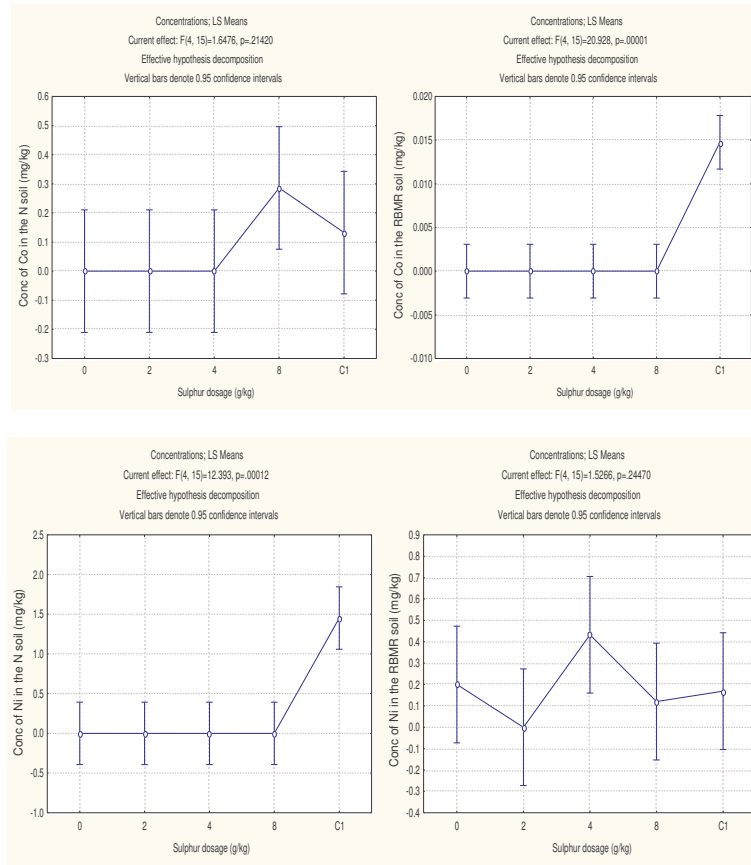 Concentrations; LS Means
Current effect: F(4, 15)=1.6476, p=.21420
Effective hypothesis decomposition
Vertical bars denote 0.95 confidence intervals
0.6
0.5
0.4
0.3
0.2
0.1
0.0
-0.1
-0.2
-0.3
Conc of Co in the N soil (mg/kg)
0 2 4 8 C1
Sulphur dosage (g/kg)
Concentrations; LS Means
Current effect: F(4, 15)=20.928, p=.00001
Effective hypothesis decomposition
Vertical bars denote 0.95 confidence intervals
0.020
0.015
0.010
0.005
0.000
-0.005
-0.010
Conc of Co in the RBMR soil (mg/kg)
0 2 4 8 C1
Sulphur dosage (g/kg)
Concentrations; LS Means
Current effect: F(4, 15)=12.393, p=.00012
Effective hypothesis decomposition
Vertical bars denote 0.95 confidence intervals
2.5
2.0
1.5
1.0
0.5
0.0
-0.5
-1.0
Conc of Ni in the N soil (mg/kg)
0 2 4 8 C1
Sulphur dosage (g/kg)
Concentrations; LS Means
Current effect: F(4, 15)=1.5266, p=.24470
Effective hypothesis decomposition
Vertical bars denote 0.95 confidence intervals
0.9
0.8
0.7
0.6
0.5
0.4
0.3
0.2
0.1
0.0
-0.1
-0.2
-0.3
-0.4
Conc of Ni in the RBMR soil (mg/kg)
0 2 4 8 C1
Sulphur dosage (g/kg)